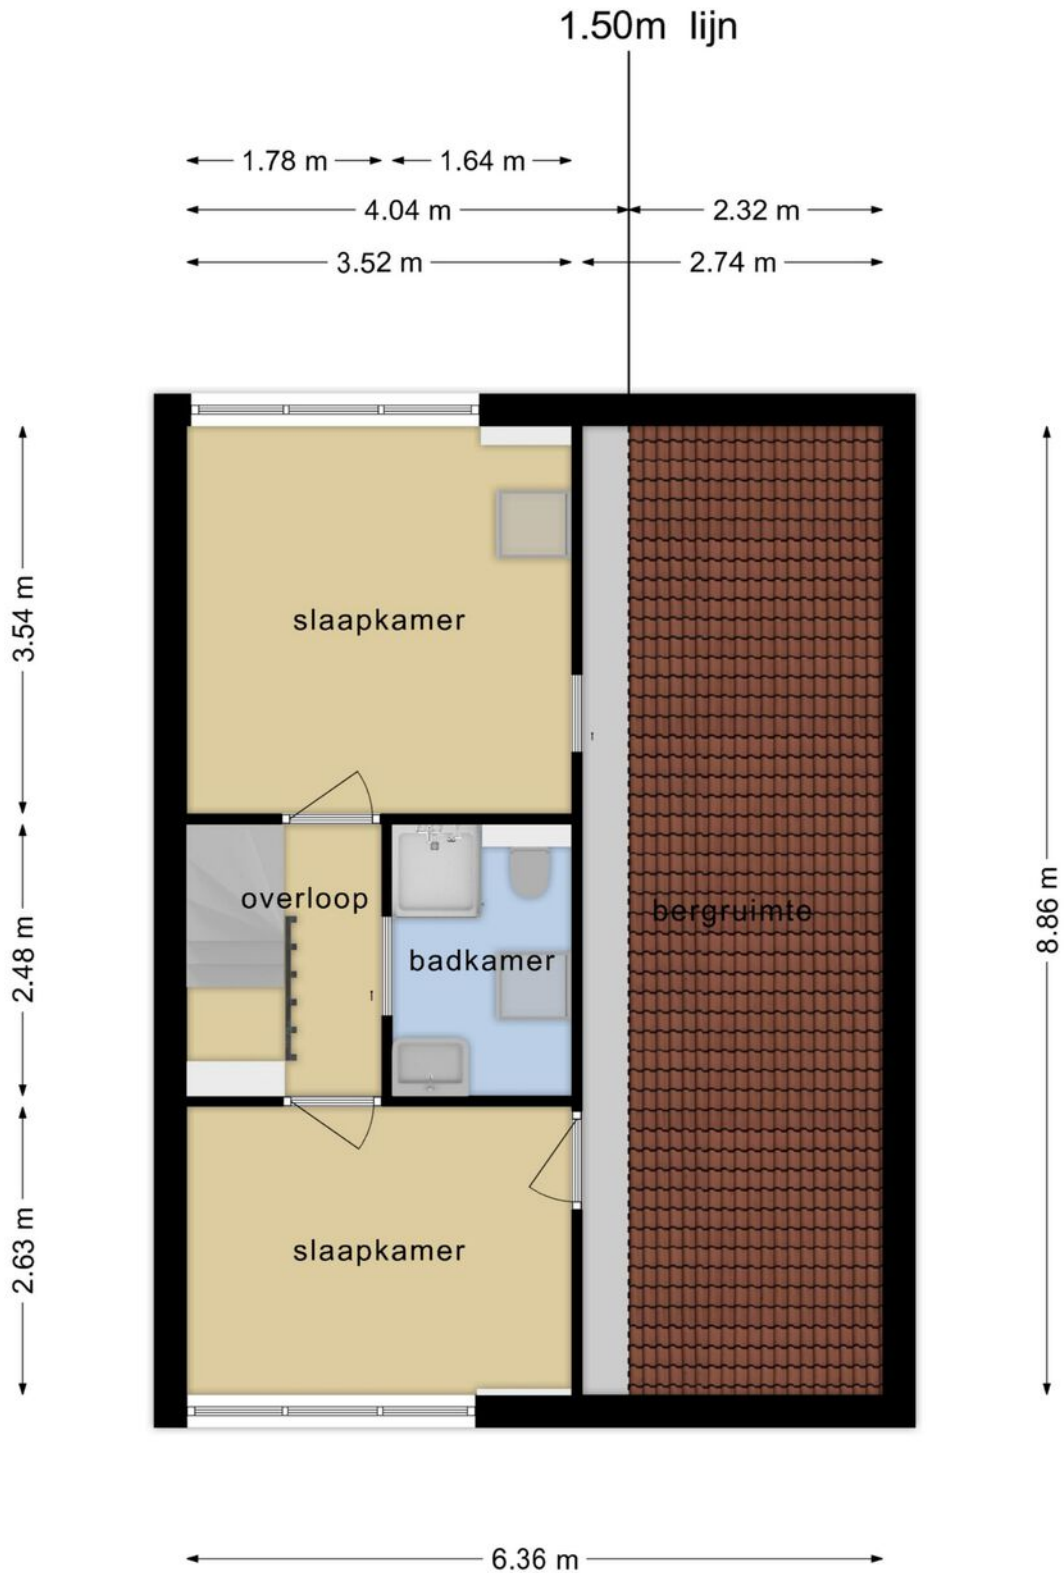 1.50m lijn
1.78 m
1.64 m
4.04 m
2.32 m
3.52 m
2.74 m
3.54 m
slaapkamer
overloop
bergruimte
badkamer
2.48 m
8.86 m
slaapkamer
2.63 m
6.36 m